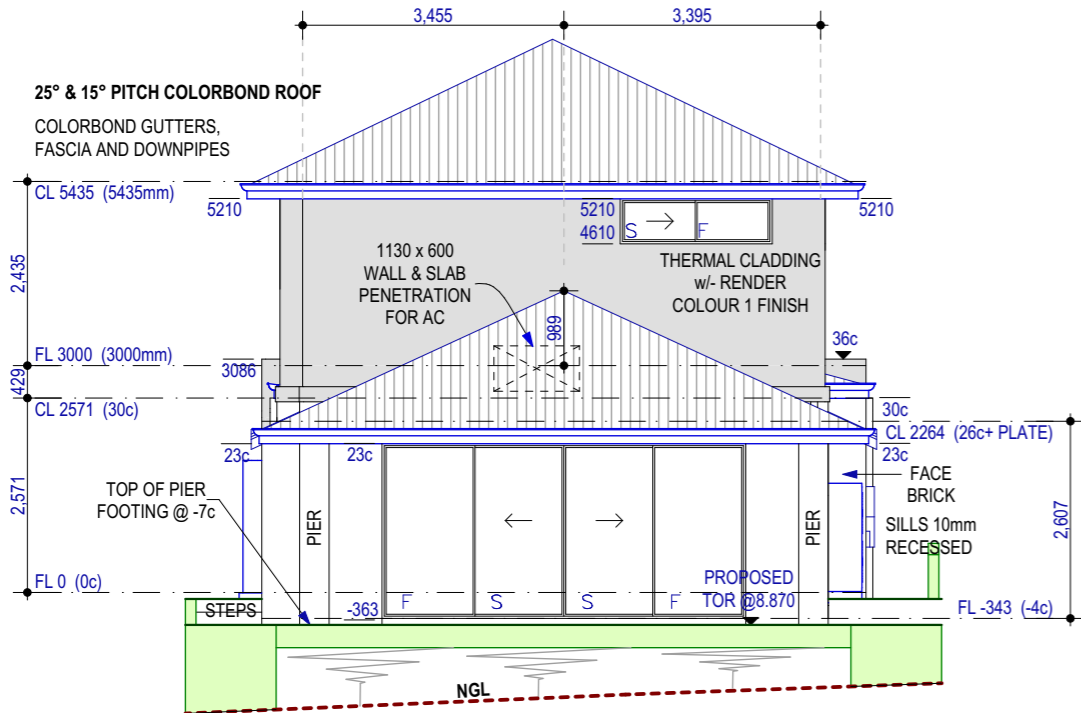 3,455
3,395
25° & 15° PITCH COLORBOND ROOF
COLORBOND GUTTERS,
FASCIA AND DOWNPIPES
CL 5435 (5435mm)
5210
5210
4610
5210
S
F
1130 x 600
WALL & SLAB
PENETRATION
FOR AC
THERMAL CLADDING
w/- RENDER
COLOUR 1 FINISH
2,435
989
FL 3000 (3000mm)
3086
36c
429
CL 2571 (30c)
30c
CL 2264 (26c+ PLATE)
23c
23c
23c
2,571
TOP OF PIER
FOOTING @ -7c
FACE
BRICK
SILLS 10mm
RECESSED
PIER
PIER
2,607
FL 0 (0c)
PROPOSED
TOR @8.870
STEPS
-363
F
S
S
F
FL -343 (-4c)
NGL